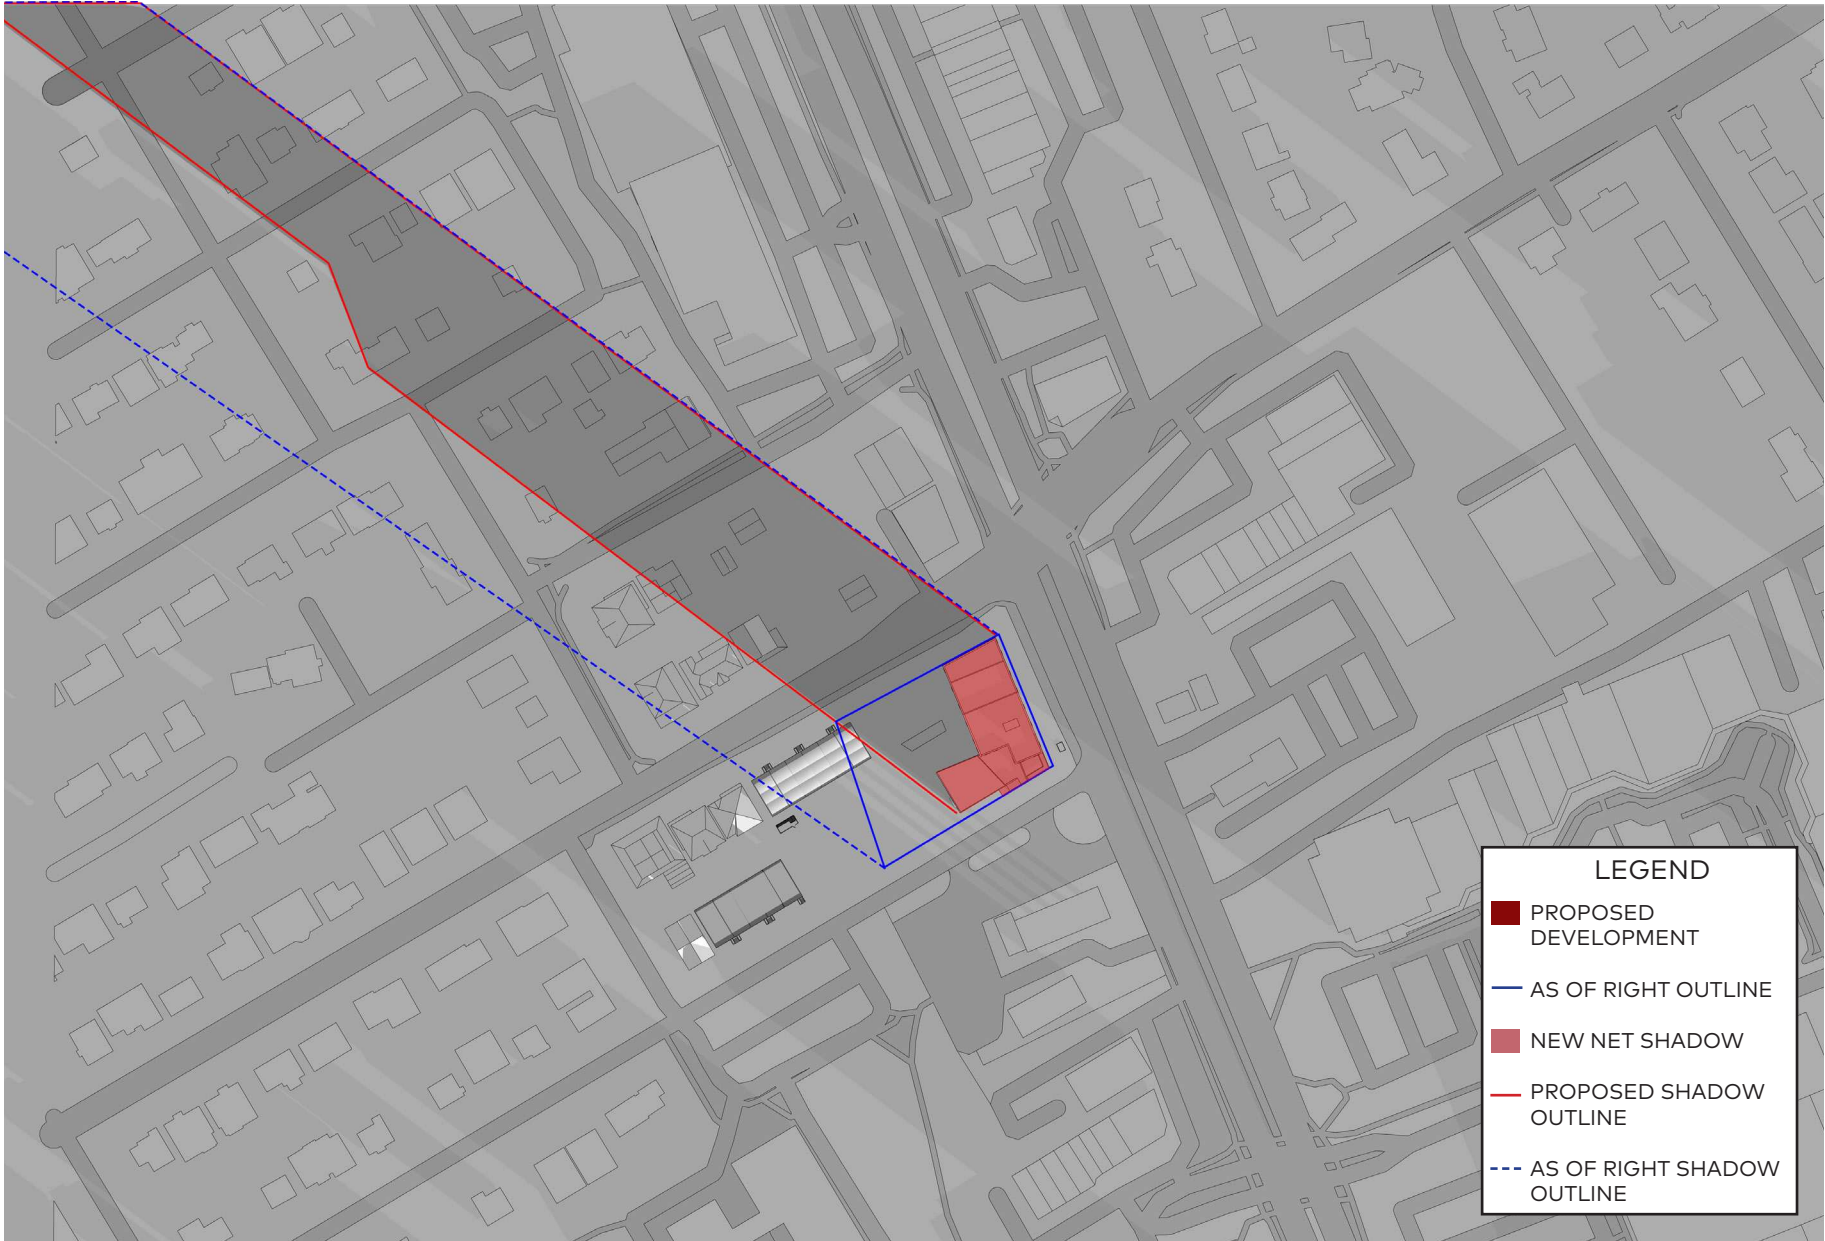 LEGEND
PROPOSED
DEVELOPMENT
AS OF RIGHT OUTLINE
NEW NET SHADOW
PROPOSED SHADOW
OUTLINE
AS OF RIGHT SHADOW
OUTLINE